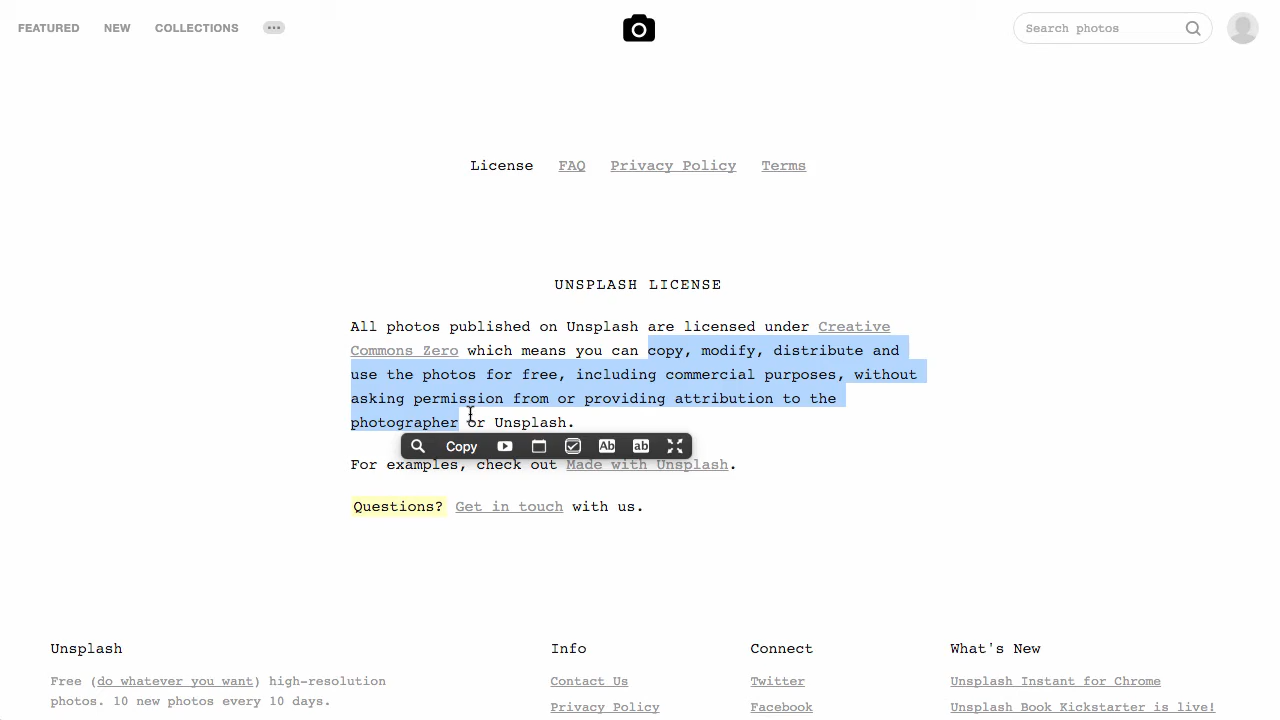 FEATURED NEW COLLECTIONS Search photos
License FAQ Privacy Policy Terms
UNSPLASH LICENSE
All photos published on Unsplash are licensed under Creative
Commons Zero which means you can copy, modify, distribute and
use the photos for free, including commercial purposes, without
asking permission from or providing attribution to the
photographer or Unsplash.
Copy Ab ab
For examples, check out Made with Unsplash.
Questions? Get in touch with us.
Unsplash Info Connect What's New
Free (do whatever you want) high-resolution Contact Us Twitter Unsplash Instant for Chrome
photos. 10 new photos every 10 days. Privacy Policy Facebook Unsplash Book Kickstarter is live!